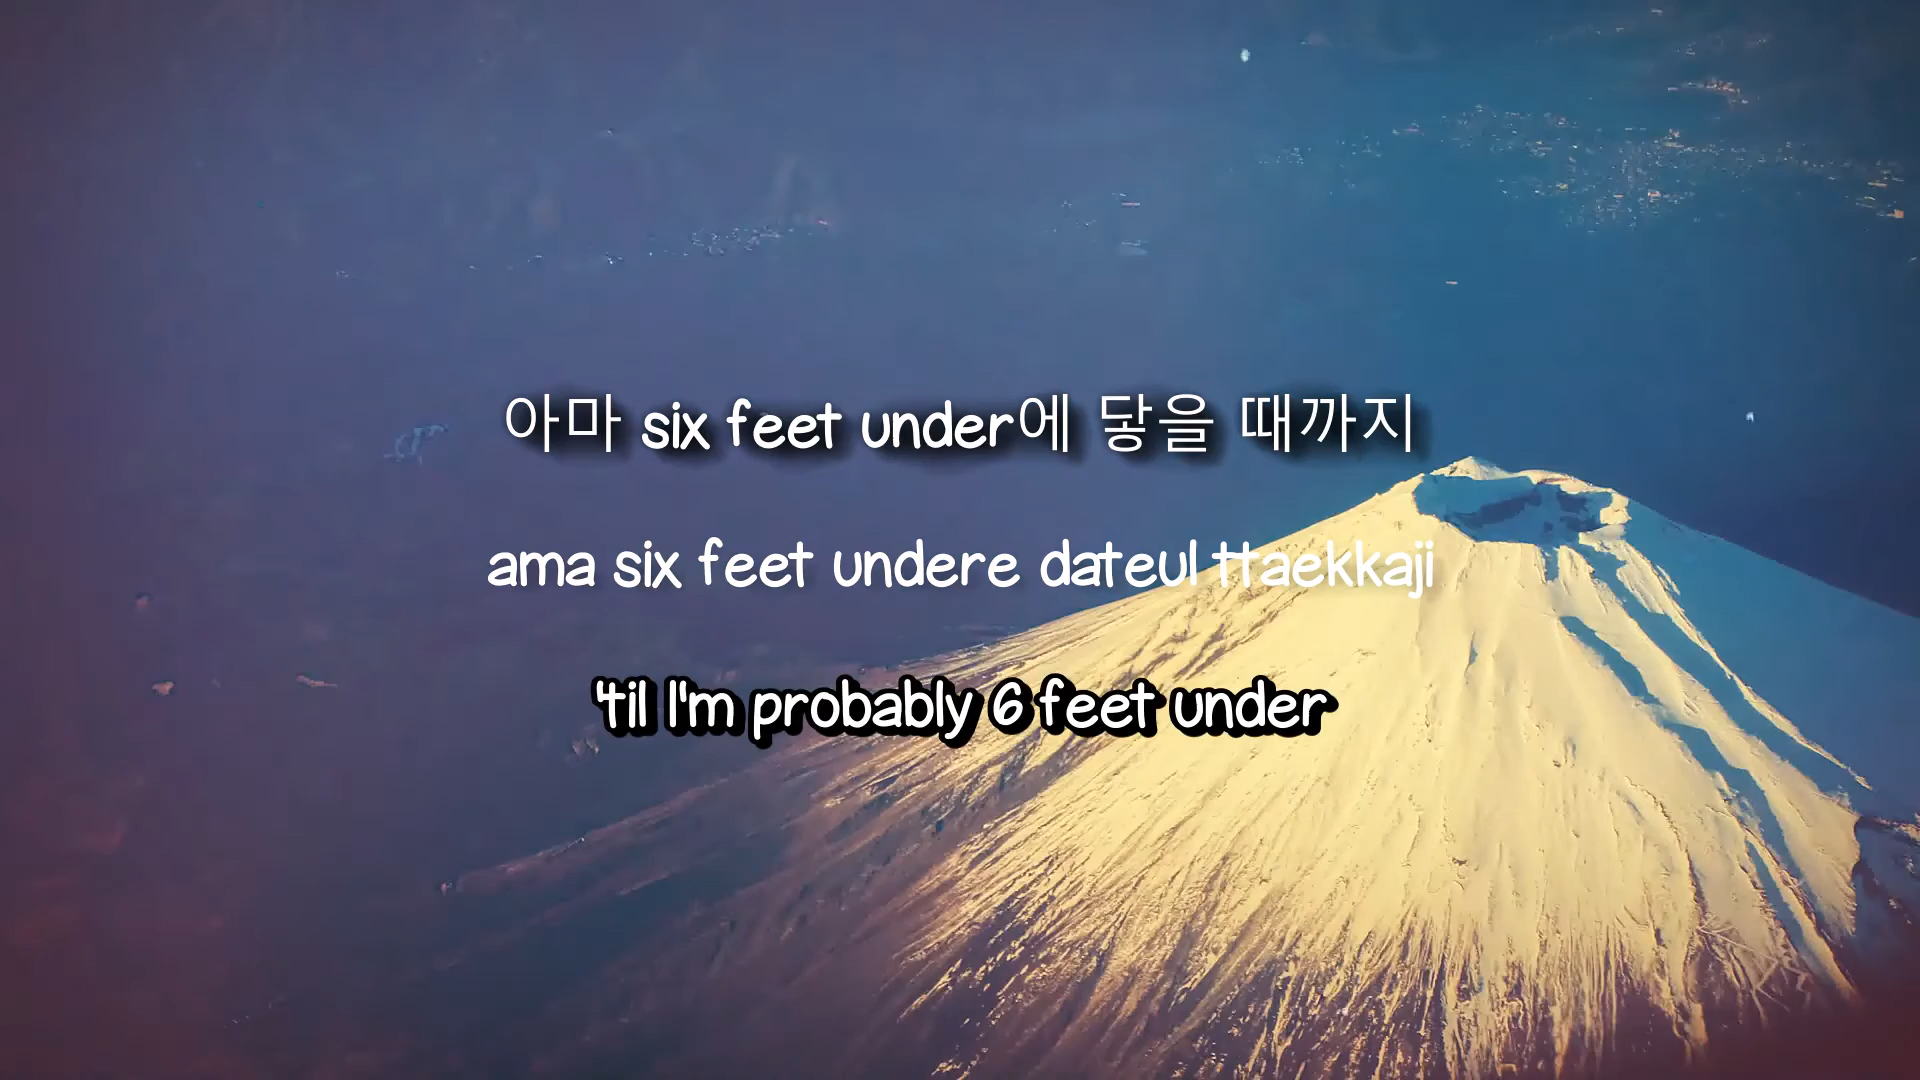 아마 six feet under에 닿을 때까지
ama six feet undere dateul ttaekkaji
'til I'm probably 6 feet under